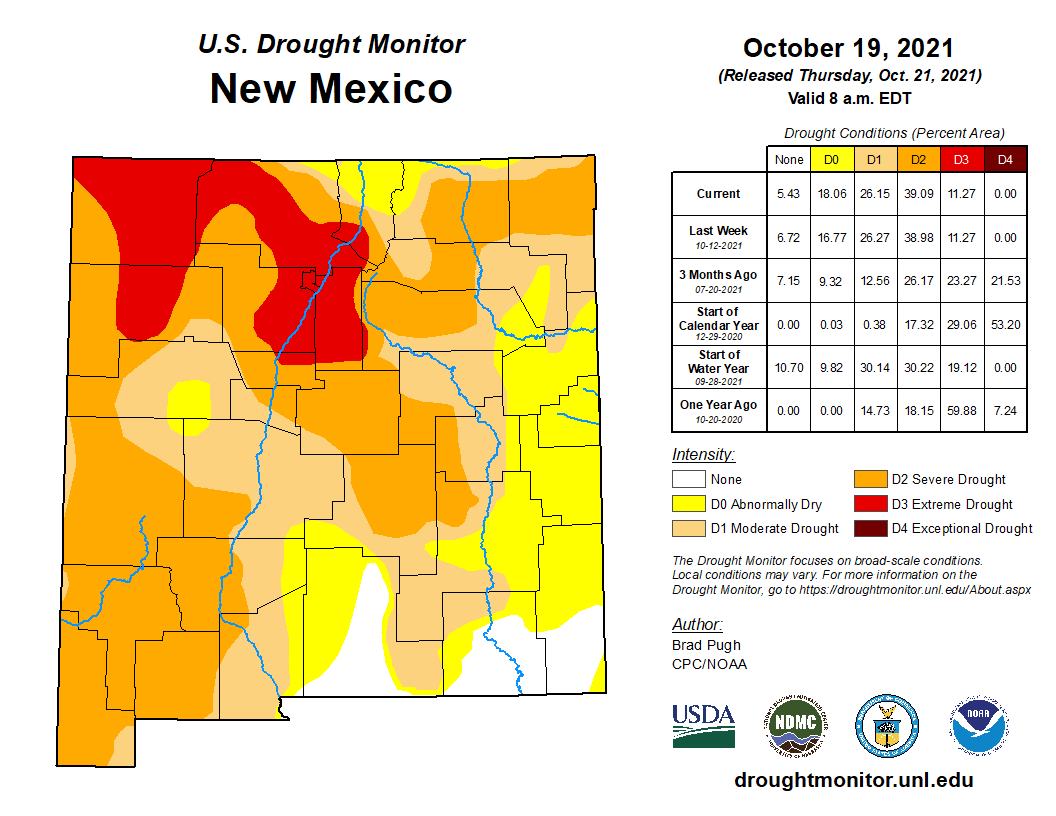 U.S. Drought Monitor
New Mexico
October 19, 2021
(Released Thursday, Oct. 21, 2021)
Valid 8 a.m. EDT
Drought Conditions (Percent Area)
None D0 D1 D2 D3 D4
Current 5.43 18.06 26.15 39.09 11.27 0.00
Last Week
10-12-2021
6.72 16.77 26.27 38.98 11.27 0.00
3 Months Ago
07-20-2021
7.15 9.32 12.56 26.17 23.27 21.53
Start of
Calendar Year
12-29-2020
0.00 0.03 0.38 17.32 29.06 53.20
Start of
Water Year
09-28-2021
10.70 9.82 30.14 30.22 19.12 0.00
One Year Ago
10-20-2020
0.00 0.00 14.73 18.15 59.88 7.24
Intensity:
None
D0 Abnormally Dry
D1 Moderate Drought
D2 Severe Drought
D3 Extreme Drought
D4 Exceptional Drought
The Drought Monitor focuses on broad-scale conditions.
Local conditions may vary. For more information on the
Drought Monitor, go to https://droughtmonitor.unl.edu/About.aspx
Author:
Brad Pugh
CPC/NOAA
USDA
NDMC
NOAA
droughtmonitor.unl.edu